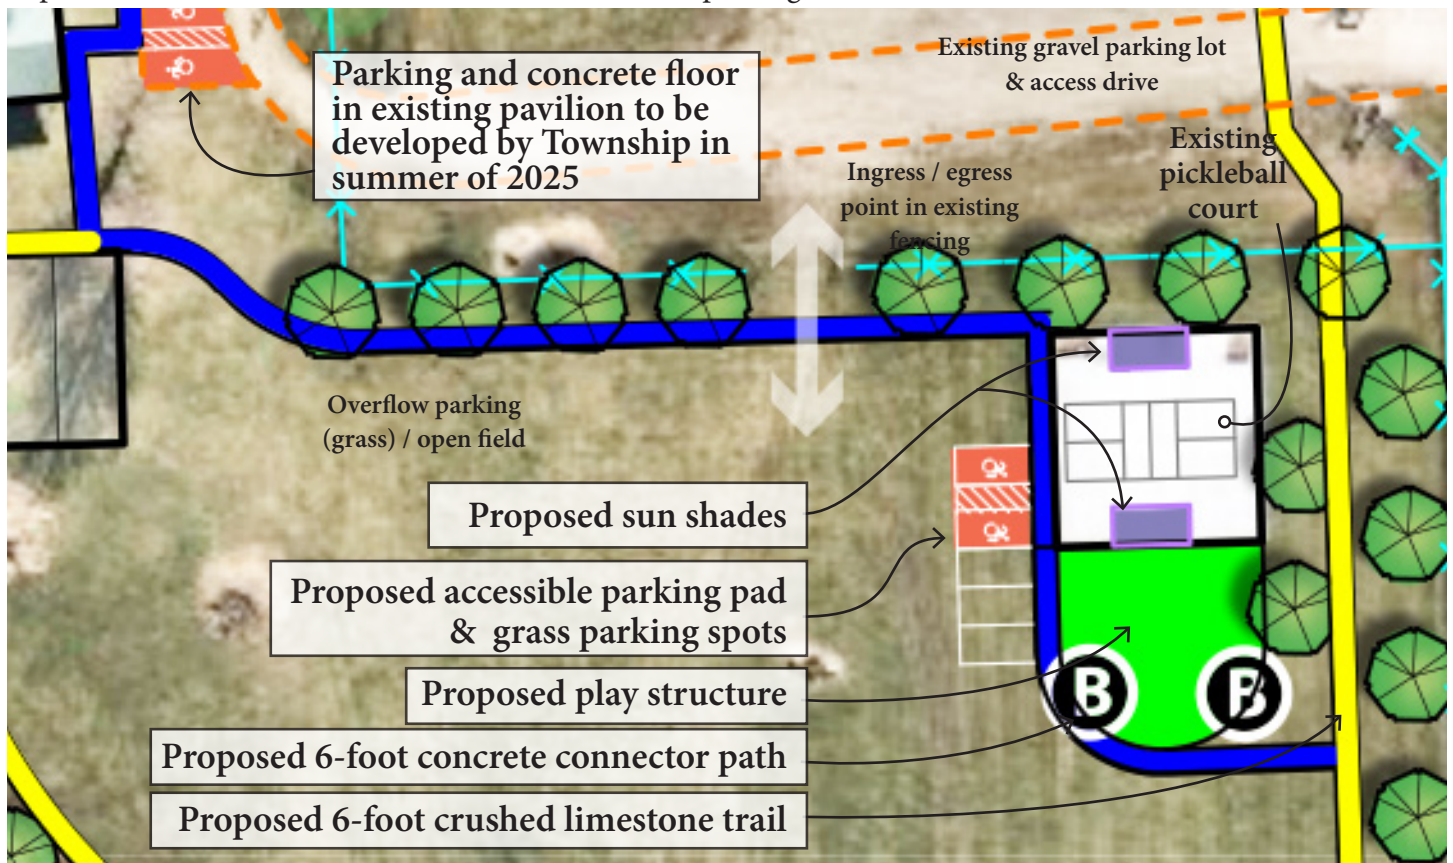 Existing gravel parking lot
& access drive
Parking and concrete floor
in existing pavilion to be
developed by Township in
summer of 2025
Existing
pickleball
court
Ingress / egress
point in existing
fencing
Overflow parking
(grass) / open field
Proposed sun shades
Proposed accessible parking pad
& grass parking spots
Proposed play structure
B
B
Proposed 6-foot concrete connector path
Proposed 6-foot crushed limestone trail